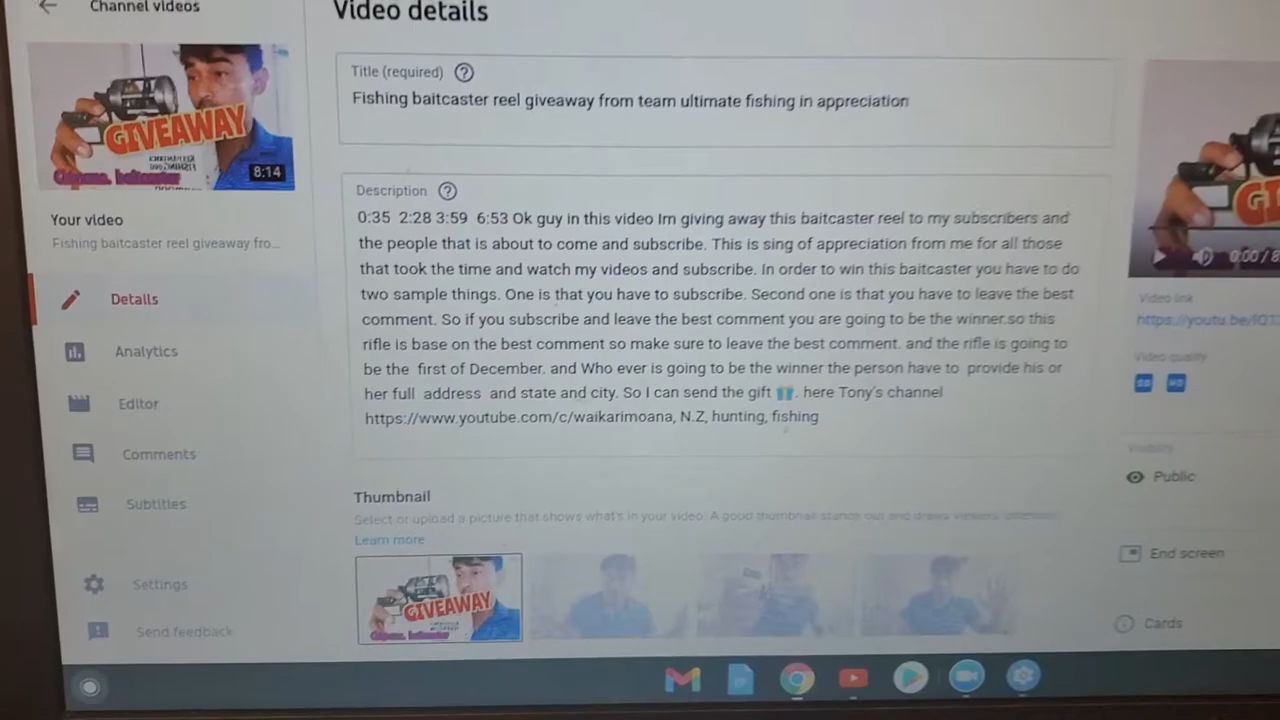 Channel videos
Video details
GIVEAWAY
8:14
Your video
Fishing baitcaster reel giveaway fro...
Details
Analytics
Editor
Comments
Subtitles
Settings
Send feedback
Title (required)
Fishing baitcaster reel giveaway from team ultimate fishing in appreciation
Description
0:35 2:28 3:59 6:53 Ok guy in this video Im giving away this baitcaster reel to my subscribers and
the people that is about to come and subscribe. This is sing of appreciation from me for all those
that took the time and watch my videos and subscribe. In order to win this baitcaster you have to do
two sample things. One is that you have to subscribe. Second one is that you have to leave the best
comment. So if you subscribe and leave the best comment you are going to be the winner.so this
rifle is base on the best comment so make sure to leave the best comment. and the rifle is going to
be the first of December. and Who ever is going to be the winner the person have to provide his or
her full address and state and city. So I can send the gift 🎁. here Tony's channel
https://www.youtube.com/c/waikarimoana, N.Z, hunting, fishing
Thumbnail
Select or upload a picture that shows what's in your video. A good thumbnail stands out and draws viewers' attention.
Learn more
GIVEAWAY
0:00 / 8
Video link
Video quality
SD HD
Visibility
Public
End screen
Cards